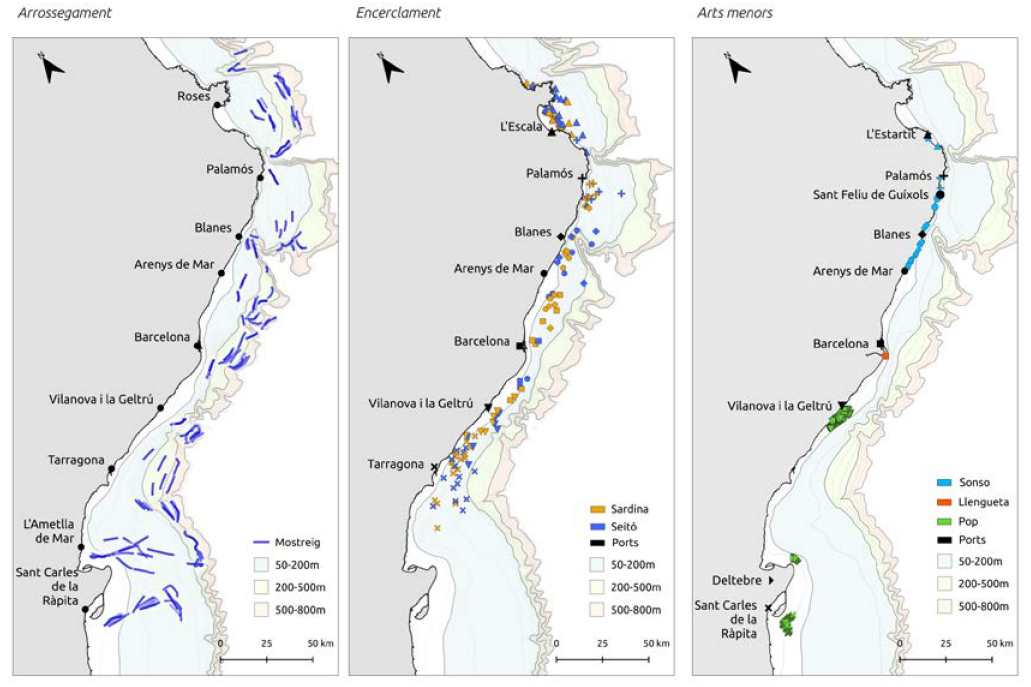 Arrossegament
Roses
Palamós
Blanes
Arenys de Mar
Barcelona
Vilanova i la Geltrú
Tarragona
L'Ametlla
de Mar
Sant Carles
de la
Ràpita
Mostreig
50-200m
200-500m
500-800m
0 25 50 km
Encerclament
L'Escala
Palamós
Blanes
Arenys de Mar
Barcelona
Vilanova i la Geltrú
Tarragona
Sardina
Seitó
Ports
50-200m
200-500m
500-800m
0 25 50 km
Arts menors
L'Estartit
Palamós
Sant Feliu de Guíxols
Blanes
Arenys de Mar
Barcelona
Vilanova i la Geltrú
Deltebre
Sant Carles
de la
Ràpita
Sonso
Llengueta
Pop
Ports
50-200m
200-500m
500-800m
0 25 50 km